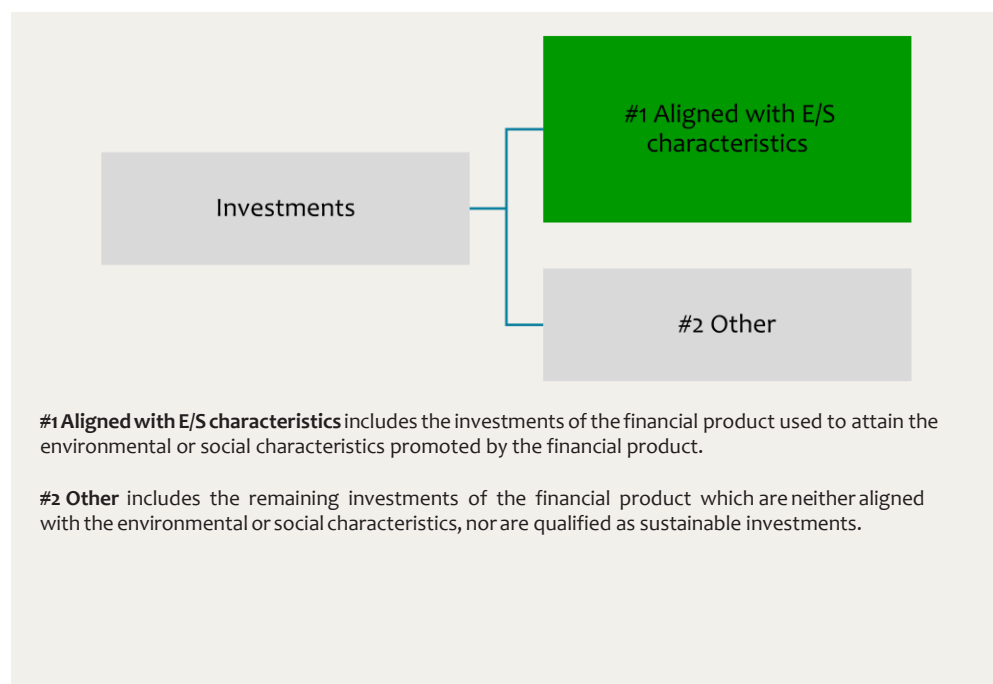 #1 Aligned with E/S
characteristics
Investments
#2 Other
#1 Aligned with E/S characteristics includes the investments of the financial product used to attain the
environmental or social characteristics promoted by the financial product.
#2 Other includes the remaining investments of the financial product which are neither aligned
with the environmental or social characteristics, nor are qualified as sustainable investments.